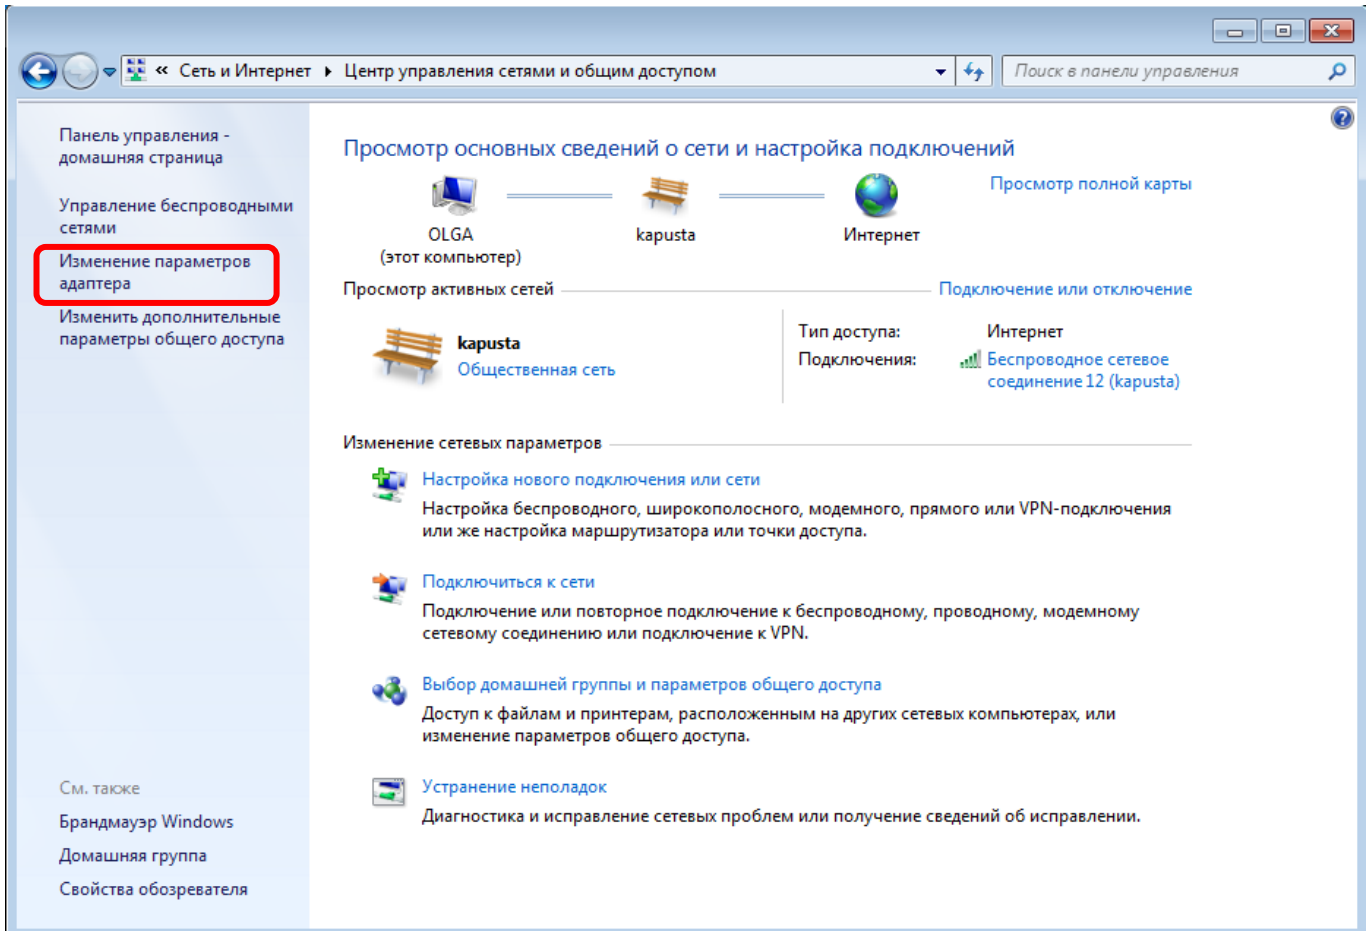 « Сеть и Интернет ▸ Центр управления сетями и общим доступом
Поиск в панели управления
Панель управления -
домашняя страница
Управление беспроводными
сетями
Изменение параметров
адаптера
Изменить дополнительные
параметры общего доступа
См. также
Брандмауэр Windows
Домашняя группа
Свойства обозревателя
Просмотр основных сведений о сети и настройка подключений
Просмотр полной карты
OLGA
(этот компьютер)
kapusta
Интернет
Просмотр активных сетей
Подключение или отключение
kapusta
Общественная сеть
Тип доступа: Интернет
Подключения: Беспроводное сетевое
соединение 12 (kapusta)
Изменение сетевых параметров
Настройка нового подключения или сети
Настройка беспроводного, широкополосного, модемного, прямого или VPN-подключения
или же настройка маршрутизатора или точки доступа.
Подключиться к сети
Подключение или повторное подключение к беспроводному, проводному, модемному
сетевому соединению или подключение к VPN.
Выбор домашней группы и параметров общего доступа
Доступ к файлам и принтерам, расположенным на других сетевых компьютерах, или
изменение параметров общего доступа.
Устранение неполадок
Диагностика и исправление сетевых проблем или получение сведений об исправлении.